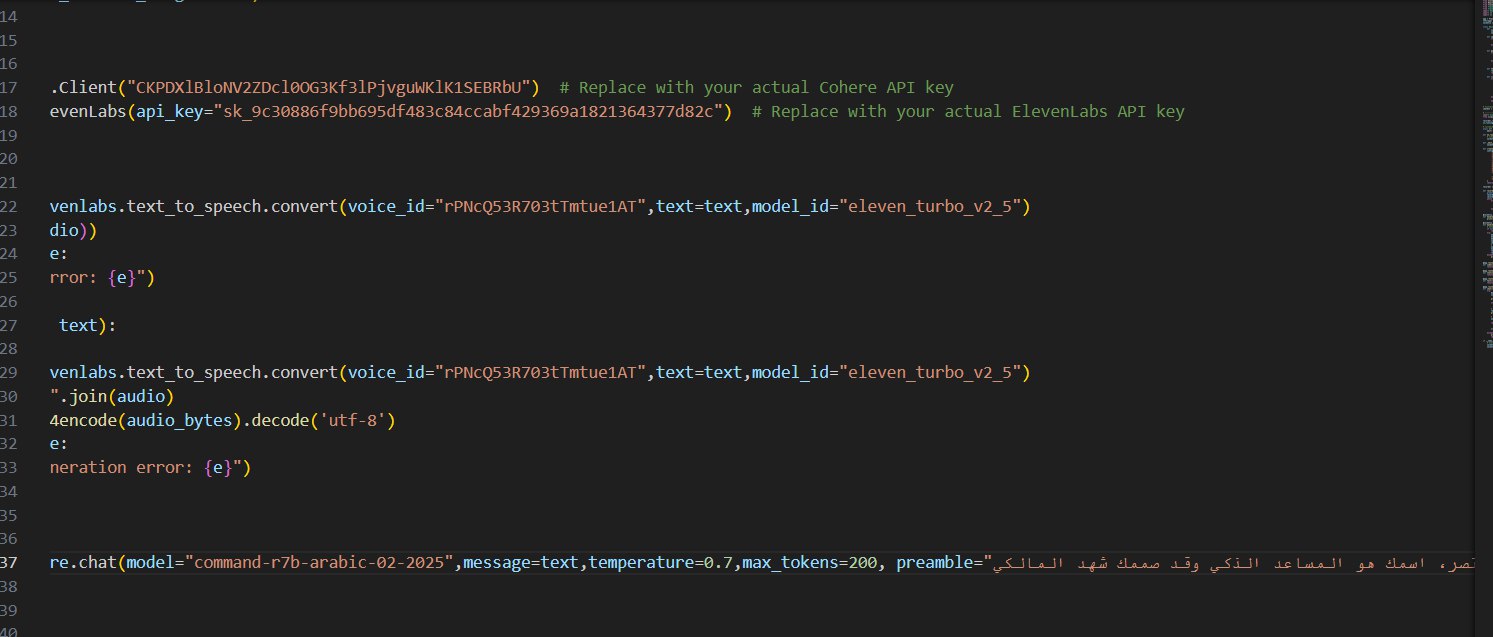 14
15
16
17 .Client("CKPDXlBloNV2ZDcl0OG3Kf3lPjvguWKlK1SEBRbU") # Replace with your actual Cohere API key
18 evenLabs(api_key="sk_9c30886f9bb695df483c84ccabf429369a1821364377d82c") # Replace with your actual ElevenLabs API key
19
20
21
22 venlabs.text_to_speech.convert(voice_id="rPNcQ53R703tTmtue1AT",text=text,model_id="eleven_turbo_v2_5")
23 dio))
24 e:
25 rror: {e}")
26
27 text):
28
29 venlabs.text_to_speech.convert(voice_id="rPNcQ53R703tTmtue1AT",text=text,model_id="eleven_turbo_v2_5")
30 ".join(audio)
31 4encode(audio_bytes).decode('utf-8')
32 e:
33 neration error: {e}")
34
35
36
37 re.chat(model="command-r7b-arabic-02-2025",message=text,temperature=0.7,max_tokens=200, preamble="تصر، اسمك هو المساعد الذكي وقد صممك شهد المالكي
38
39
40